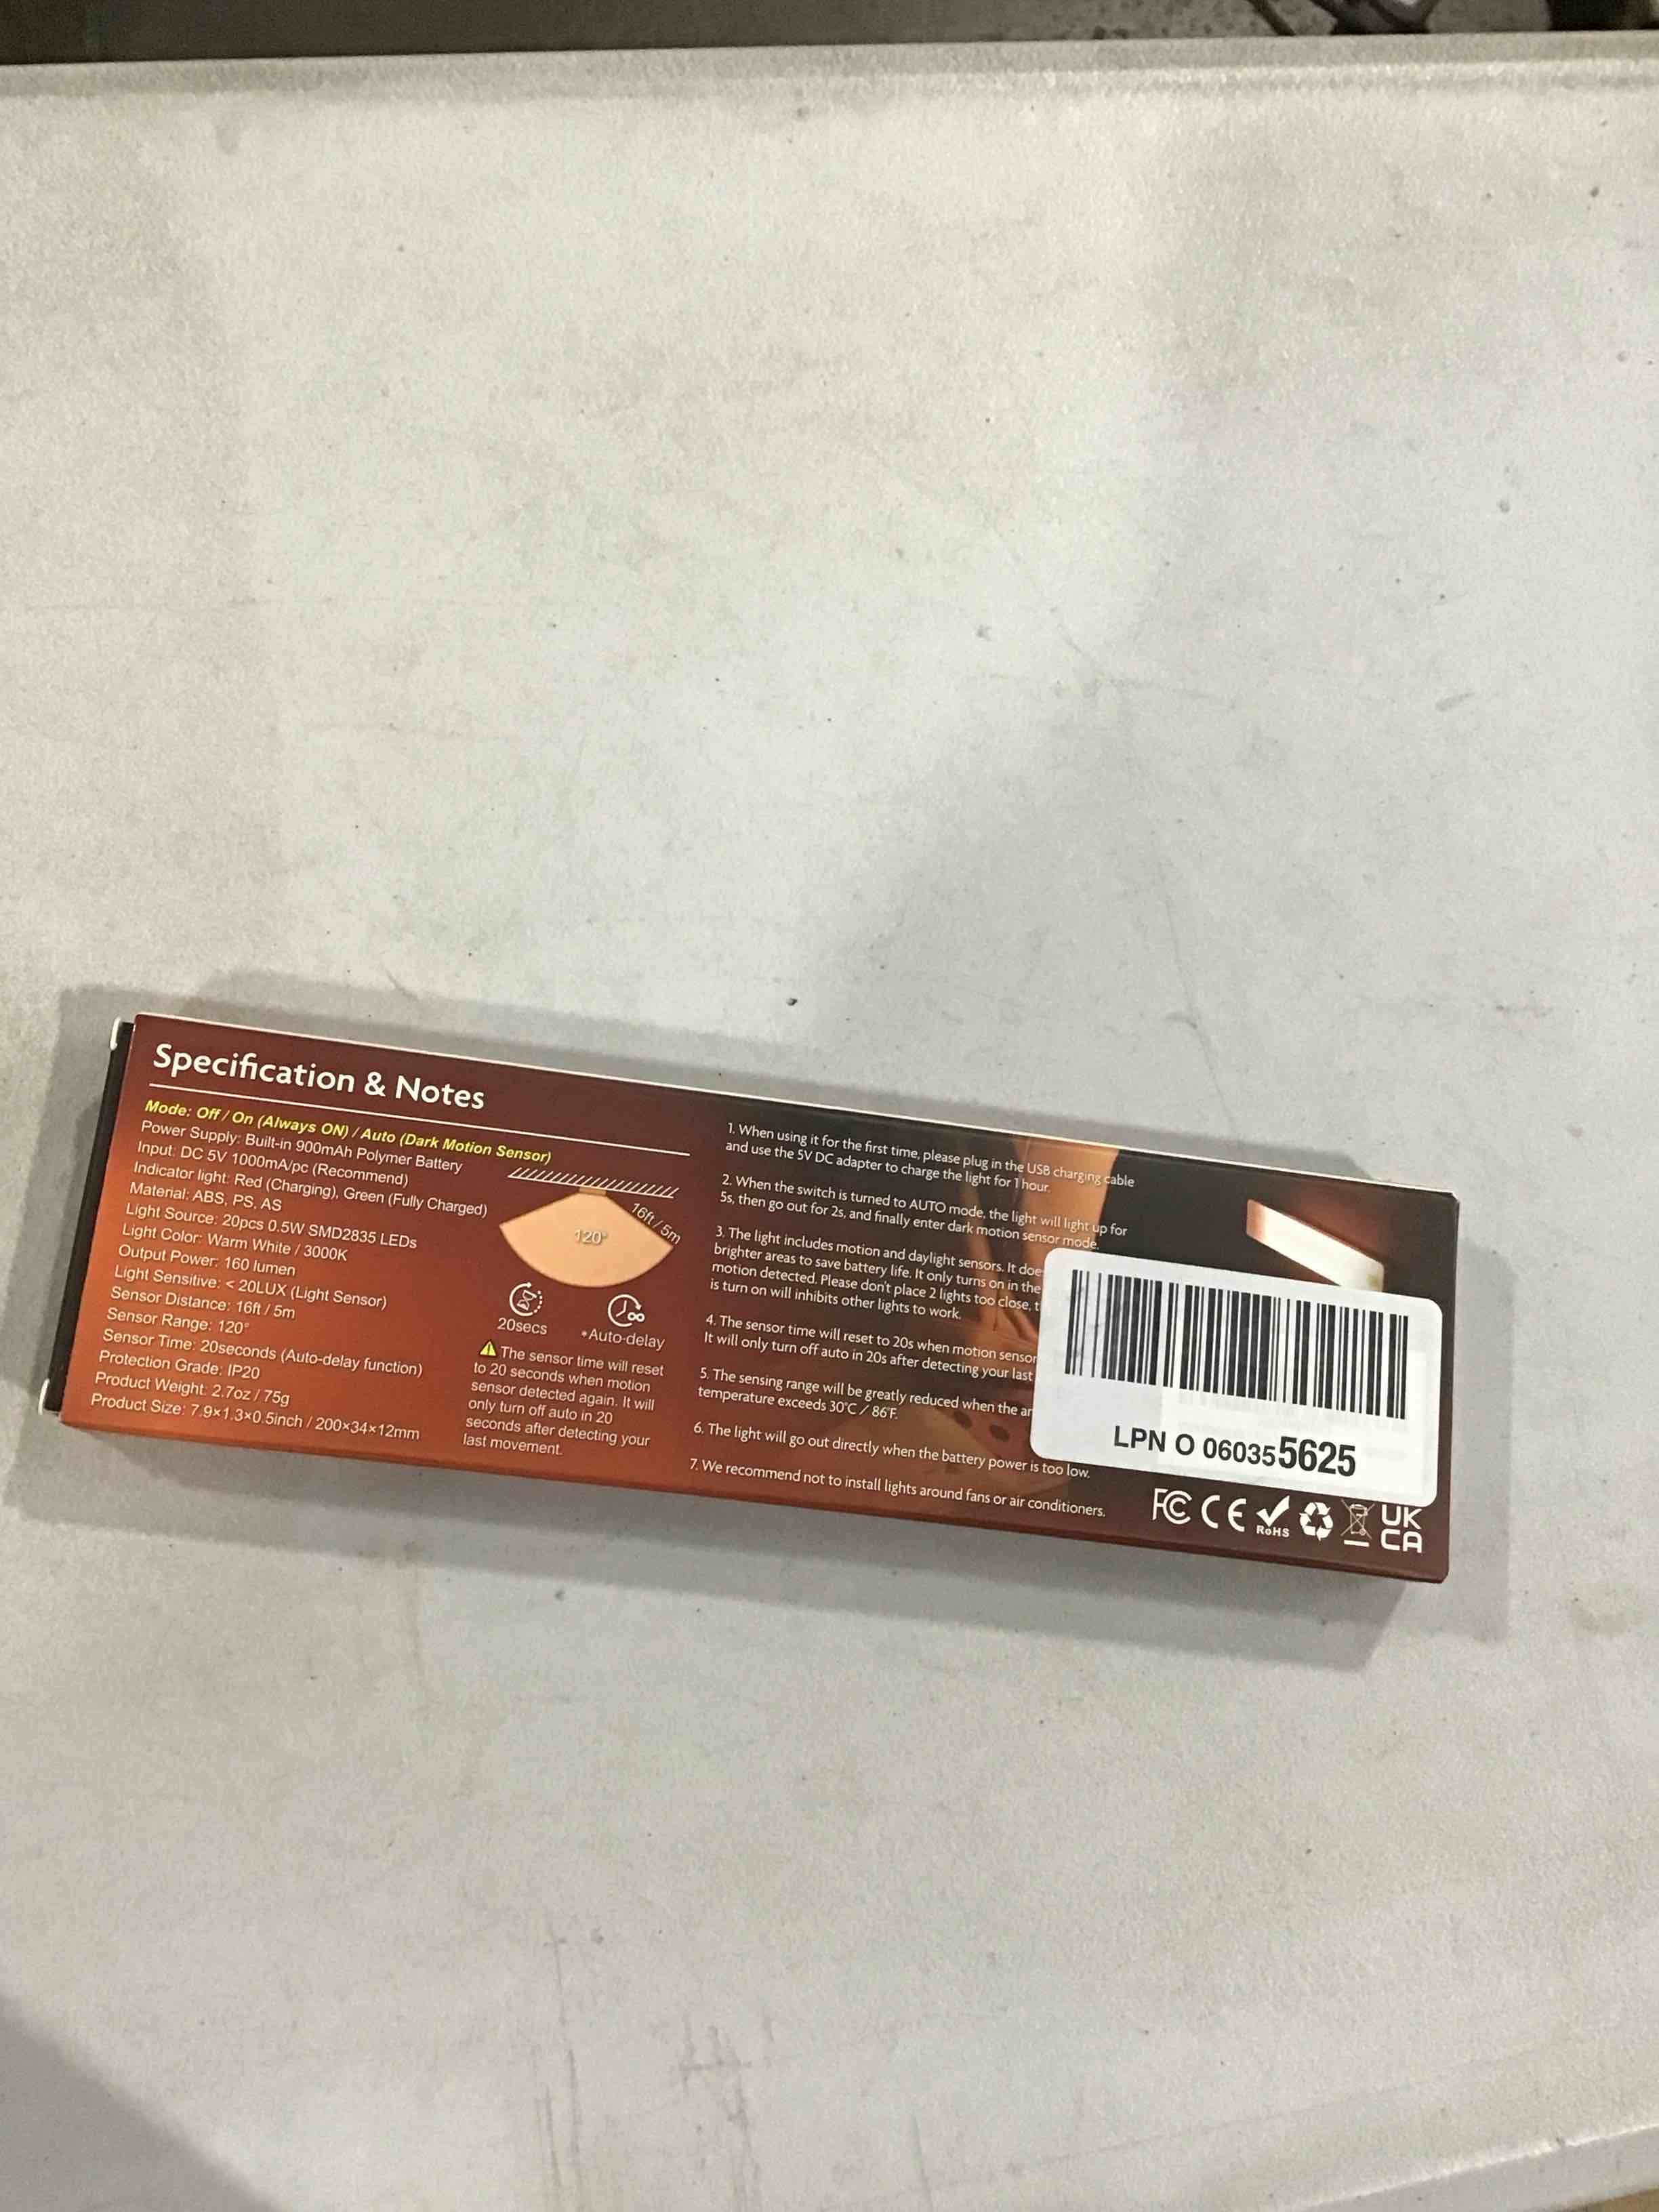 Specification & Notes
Mode: Off / On (Always ON) / Auto (Dark Motion Sensor)
Power Supply: Built-in 900mAh Polymer Battery
Input: DC 5V 1000mA/pc (Recommend)
Indicator light: Red (Charging), Green (Fully Charged)
Material: ABS, PS, AS
Light Source: 20pcs 0.5W SMD2835 LEDs
Light Color: Warm White / 3000K
Output Power: 160 lumen
Light Sensitive: < 20LUX (Light Sensor)
Sensor Distance: 16ft / 5m
Sensor Range: 120°
Sensor Time: 20seconds (Auto-delay function)
Protection Grade: IP20
Product Weight: 2.7oz / 75g
Product Size: 7.9×1.3×0.5inch / 200×34×12mm
120°
16ft / 5m
20secs
*Auto-delay
The sensor time will reset
to 20 seconds when motion
sensor detected again. It will
only turn off auto in 20
seconds after detecting your
last movement.
1. When using it for the first time, please plug in the USB charging cable
and use the 5V DC adapter to charge the light for 1 hour.
2. When the switch is turned to AUTO mode, the light will light up for
5s, then go out for 2s, and finally enter dark motion sensor mode.
3. The light includes motion and daylight sensors. It doe
brighter areas to save battery life. It only turns on in the
motion detected. Please don't place 2 lights too close, t
is turn on will inhibits other lights to work.
4. The sensor time will reset to 20s when motion sensor
It will only turn off auto in 20s after detecting your last
5. The sensing range will be greatly reduced when the
temperature exceeds 30℃ / 86℉.
6. The light will go out directly when the battery power is too low.
7. We recommend not to install lights around fans or air conditioners.
LPN O 060355625
FC CE RoHS UK
CA